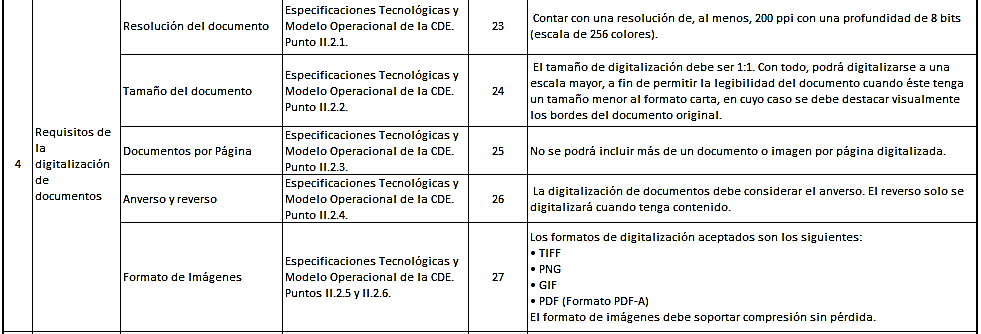 Resolución del documento
Especificaciones Tecnológicas y
Modelo Operacional de la CDE.
Punto II.2.1.
23
Contar con una resolución de, al menos, 200 ppi con una profundidad de 8 bits
(escala de 256 colores).
4
Requisitos de
la
digitalización
de
documentos
Tamaño del documento
Especificaciones Tecnológicas y
Modelo Operacional de la CDE.
Punto II.2.2.
24
El tamaño de digitalización debe ser 1:1. Con todo, podrá digitalizarse a una
escala mayor, a fin de permitir la legibilidad del documento cuando éste tenga
un tamaño menor al formato carta, en cuyo caso se debe destacar visualmente
los bordes del documento original.
Documentos por Página
Especificaciones Tecnológicas y
Modelo Operacional de la CDE.
Punto II.2.3.
25
No se podrá incluir más de un documento o imagen por página digitalizada.
Anverso y reverso
Especificaciones Tecnológicas y
Modelo Operacional de la CDE.
Punto II.2.4.
26
La digitalización de documentos debe considerar el anverso. El reverso solo se
digitalizará cuando tenga contenido.
Formato de Imágenes
Especificaciones Tecnológicas y
Modelo Operacional de la CDE.
Puntos II.2.5 y II.2.6.
27
Los formatos de digitalización aceptados son los siguientes:
• TIFF
• PNG
• GIF
• PDF (Formato PDF-A)
El formato de imágenes debe soportar compresión sin pérdida.